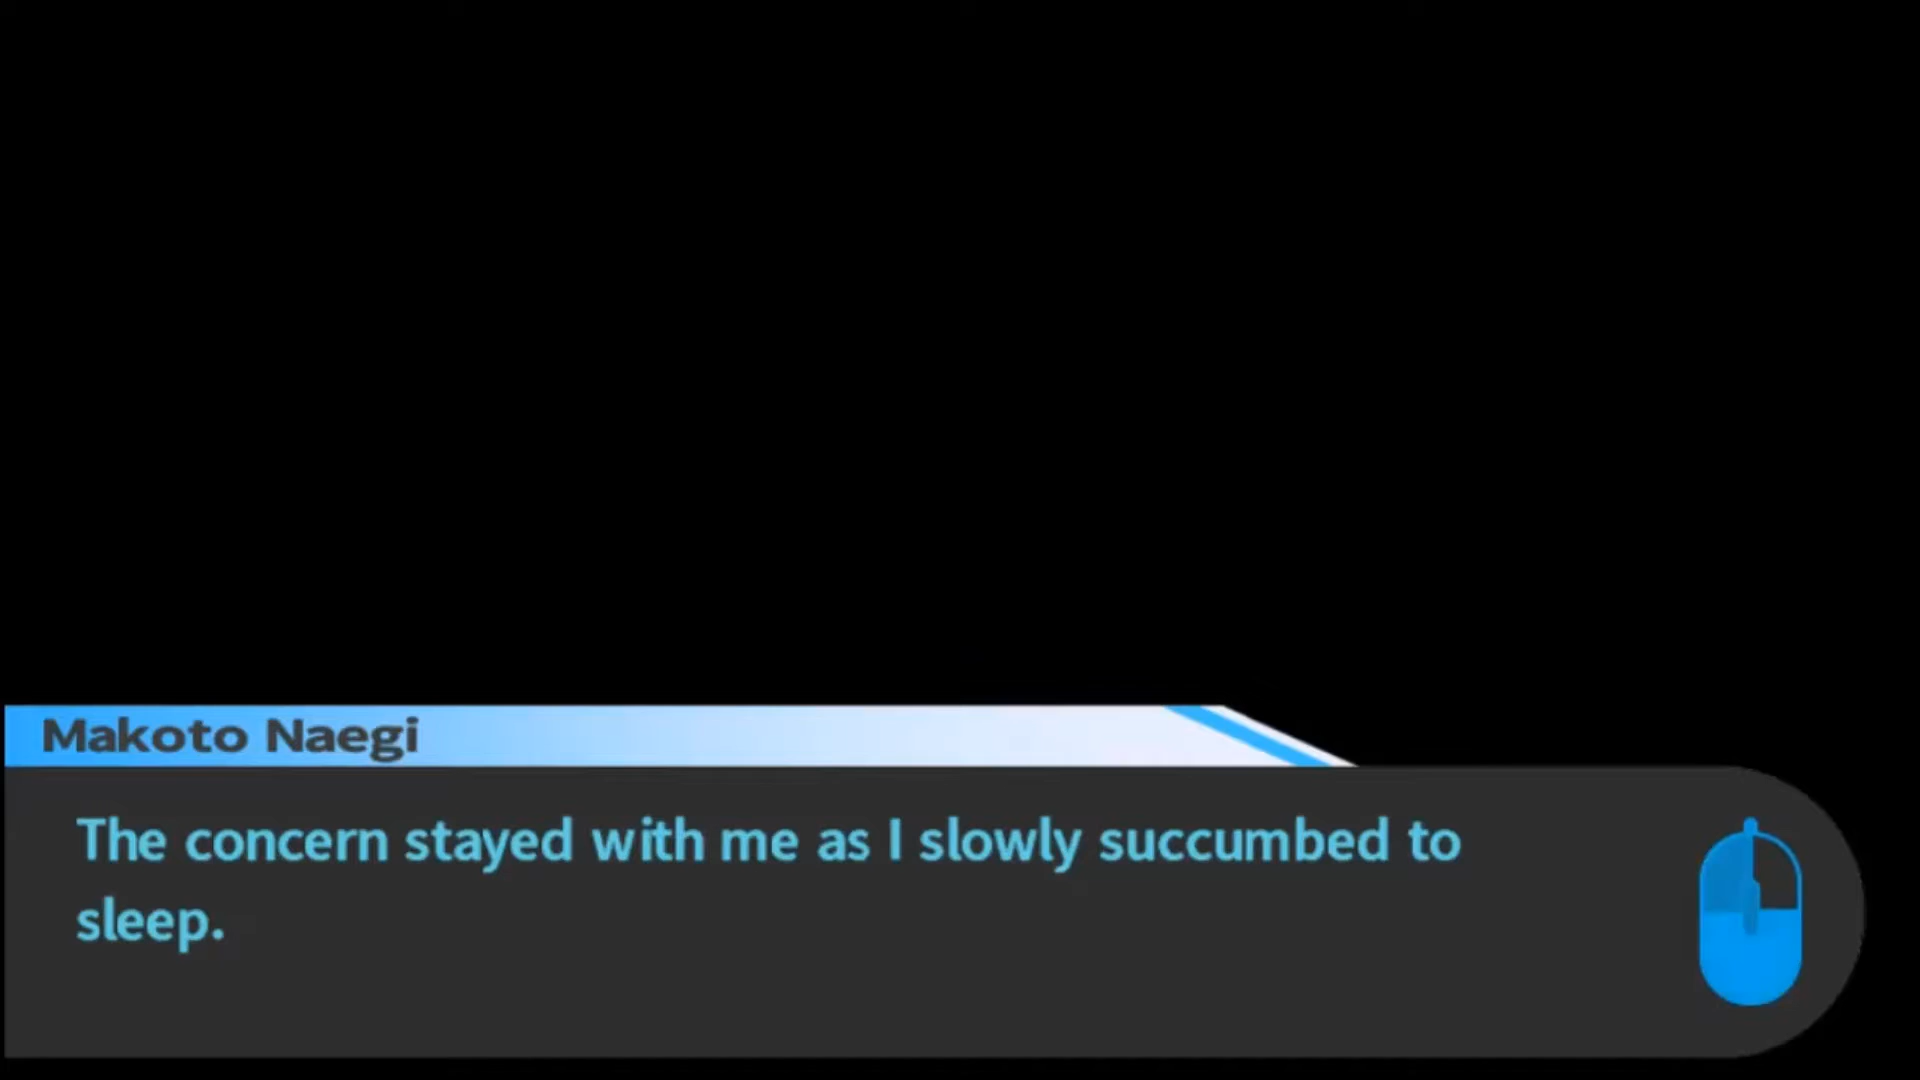 Makoto Naegi
The concern stayed with me as I slowly succumbed to
sleep.